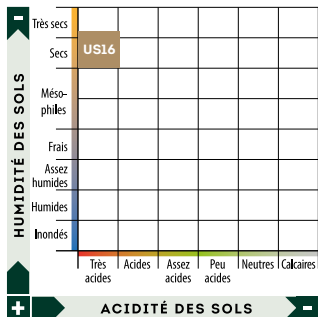 -
HUMIDITÉ DES SOLS
+
Très secs
Secs
US16
Méso-
philes
Frais
Assez
humides
Humides
Inondés
Très
acides
Acides
Assez
acides
Peu
acides
Neutres
Calcaires
ACIDITÉ DES SOLS
-